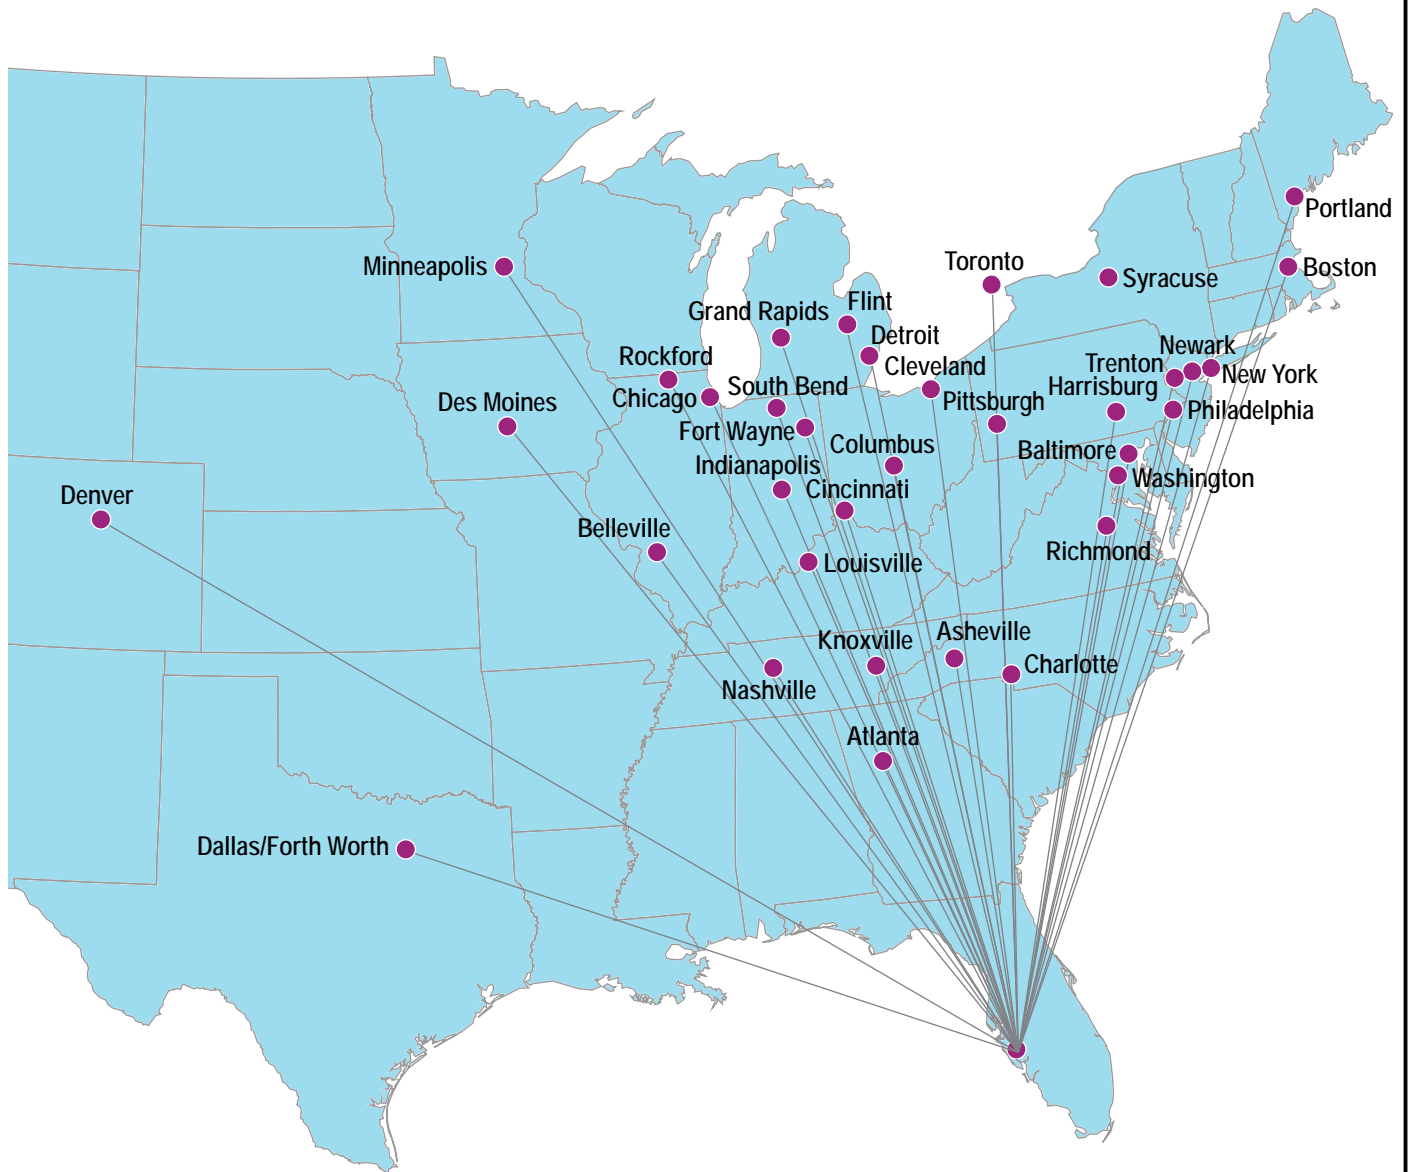 Portland
Toronto
Minneapolis
Boston
Syracuse
Flint
Grand Rapids
Detroit
Newark
Rockford
Cleveland
Trenton
New York
South Bend
Harrisburg
Chicago
Des Moines
Pittsburgh
Philadelphia
Fort Wayne
Columbus
Baltimore
Indianapolis
Washington
Cincinnati
Denver
Belleville
Richmond
Louisville
Asheville
Knoxville
Charlotte
Nashville
Atlanta
Dallas/Forth Worth